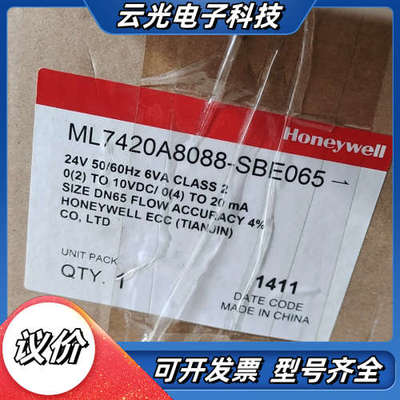 云光电子科技
Honeywell
ML7420A8088-SBE065
24V 50/60Hz 6VA CLASS 2
0(2) TO 10VDC/ 0(4) TO 20 mA
SIZE DN65 FLOW ACCURACY 4%
HONEYWELL ECC (TIANJIN)
CO, LTD
UNIT PACK
QTY. 1
1411
DATE CODE
MADE IN CHINA
议价
可开发票 型号齐全